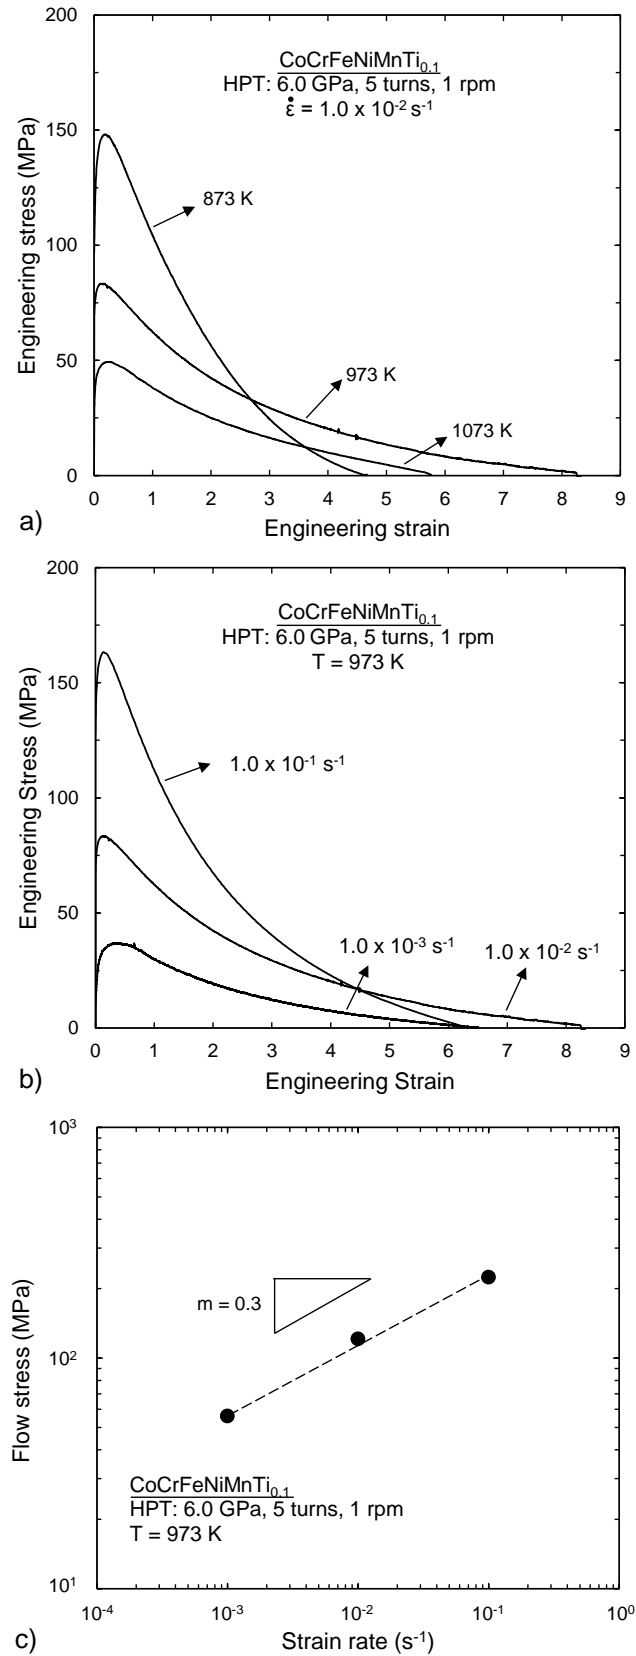 200
CoCrFeNiMnTi0.1
HPT: 6.0 GPa, 5 turns, 1 rpm
ε̇ = 1.0 x 10-2 s-1
150
873 K
Engineering stress (MPa)
100
50
973 K
1073 K
0
0 1 2 3 4 5 6 7 8 9
a)
Engineering strain
200
CoCrFeNiMnTi0.1
HPT: 6.0 GPa, 5 turns, 1 rpm
T = 973 K
150
1.0 x 10-1 s-1
Engineering Stress (MPa)
100
50
1.0 x 10-3 s-1
1.0 x 10-2 s-1
0
0 1 2 3 4 5 6 7 8 9
b)
Engineering Strain
103
m = 0.3
Flow stress (MPa)
102
CoCrFeNiMnTi0.1
HPT: 6.0 GPa, 5 turns, 1 rpm
T = 973 K
101
10-4 10-3 10-2 10-1 100
c)
Strain rate (s-1)